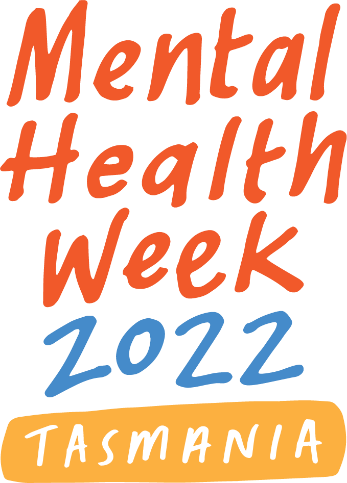 Mental
Health
Week
2022
TASMANIA